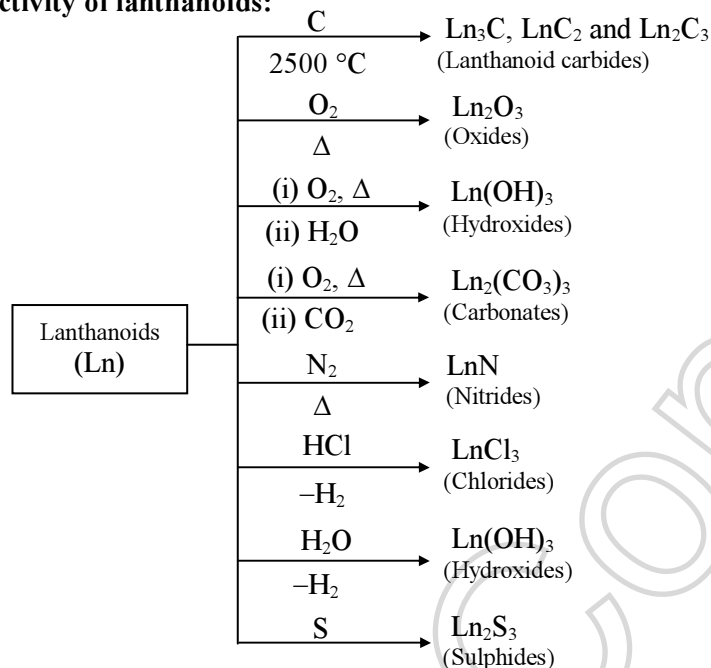 ctivity of lanthanoids:
C
2500 °C
Ln₃C, LnC₂ and Ln₂C₃
(Lanthanoid carbides)
O₂
Δ
Ln₂O₃
(Oxides)
(i) O₂, Δ
(ii) H₂O
Ln(OH)₃
(Hydroxides)
(i) O₂, Δ
(ii) CO₂
Ln₂(CO₃)₃
(Carbonates)
Lanthanoids
(Ln)
N₂
Δ
LnN
(Nitrides)
HCl
–H₂
LnCl₃
(Chlorides)
H₂O
–H₂
Ln(OH)₃
(Hydroxides)
S
Ln₂S₃
(Sulphides)